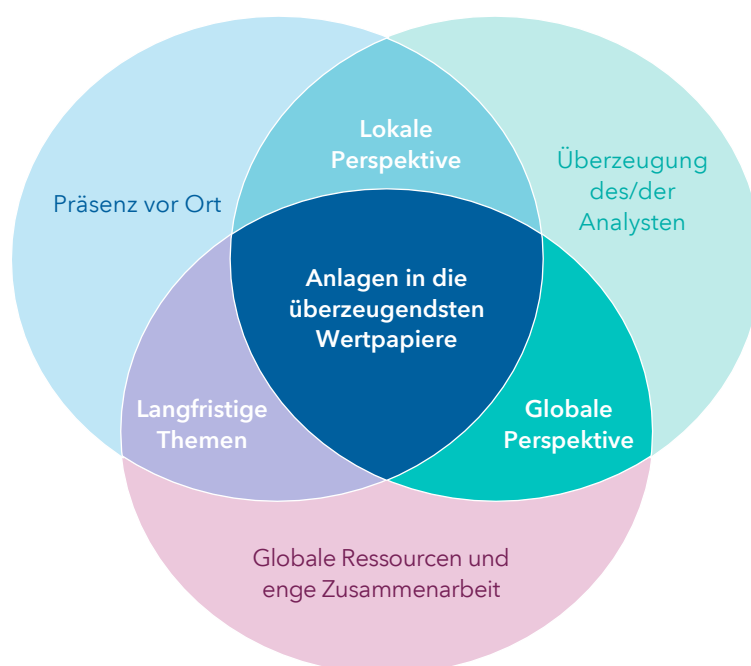 Lokale
Perspektive
Überzeugung
des/der
Analysten
Präsenz vor Ort
Anlagen in die
überzeugendsten
Wertpapiere
Langfristige
Themen
Globale
Perspektive
Globale Ressourcen und
enge Zusammenarbeit